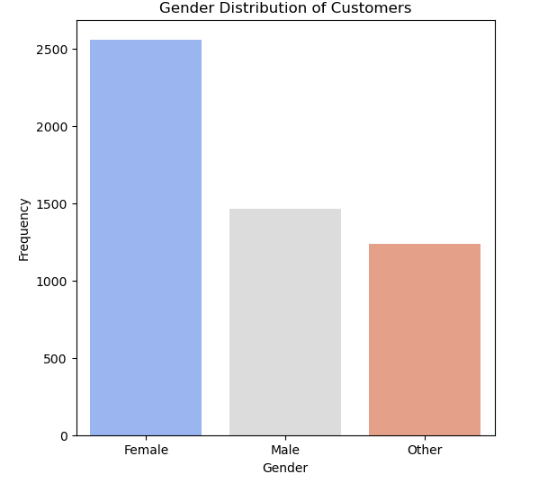 Gender Distribution of Customers
2500
2000
1500
1000
500
0
Frequency
Female Male Other
Gender